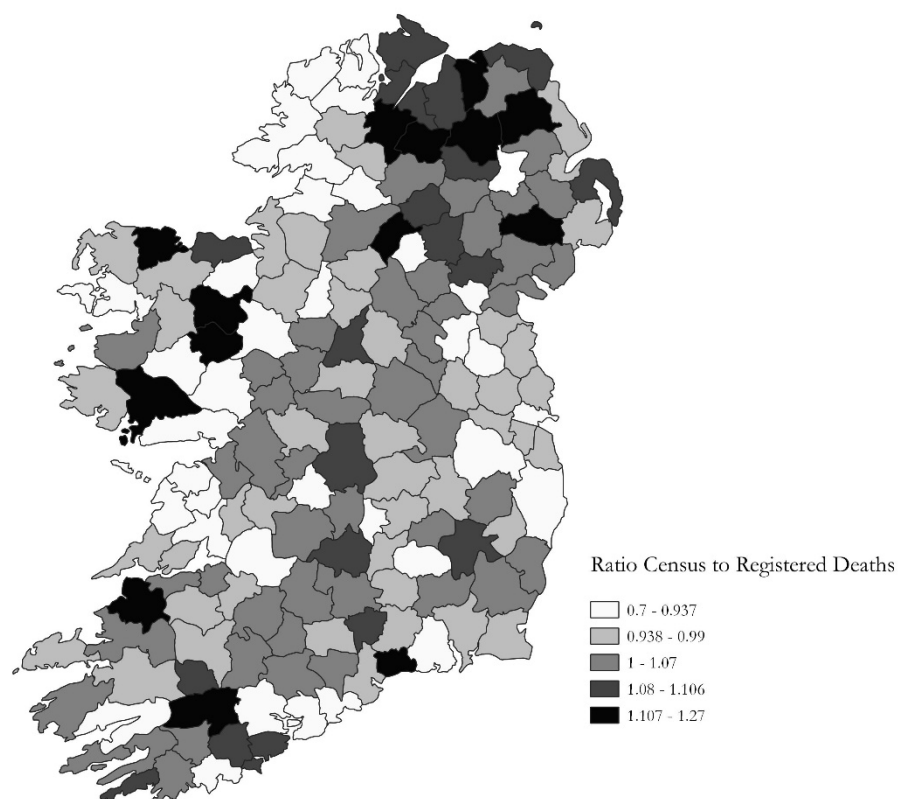 Ratio Census to Registered Deaths
0.7 - 0.937
0.938 - 0.99
1 - 1.07
1.08 - 1.106
1.107 - 1.27